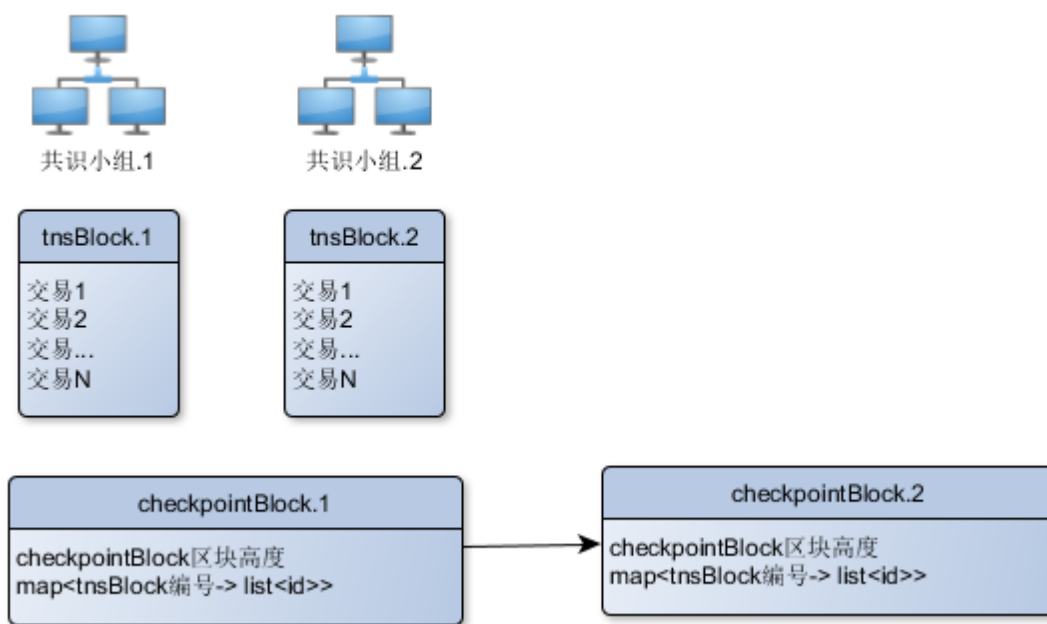 共识小组.1
共识小组.2
tnsBlock.1
交易1
交易2
交易...
交易N
tnsBlock.2
交易1
交易2
交易...
交易N
checkpointBlock.1
checkpointBlock区块高度
map<tnsBlock编号-> list<id>>
checkpointBlock.2
checkpointBlock区块高度
map<tnsBlock编号-> list<id>>